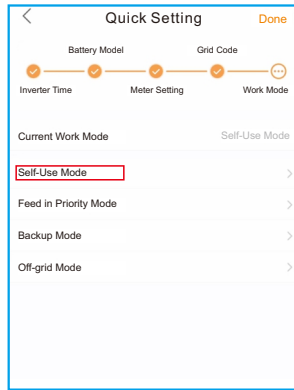 Quick Setting Done
Battery Model Grid Code
Inverter Time Meter Setting Work Mode
Current Work Mode Self-Use Mode
Self-Use Mode
Feed in Priority Mode
Backup Mode
Off-grid Mode